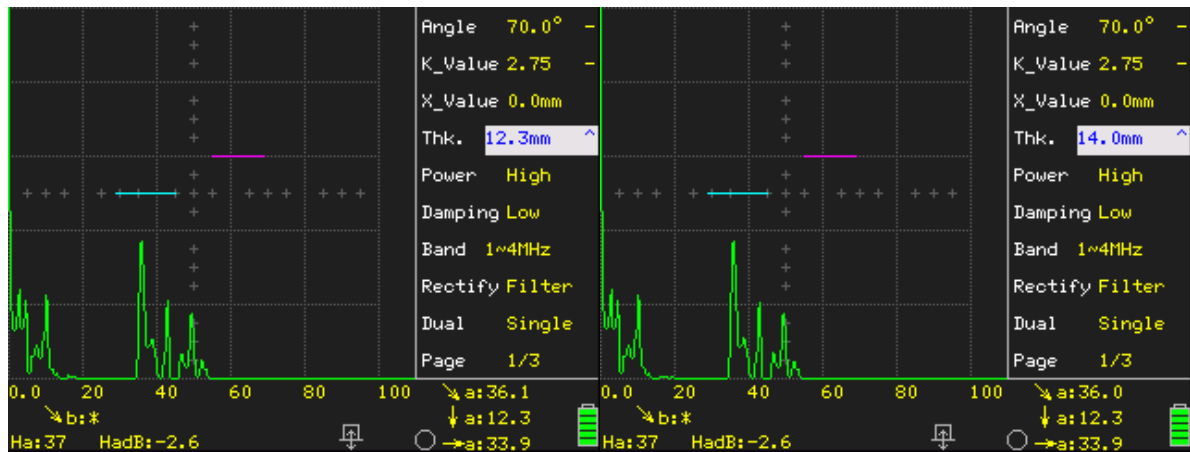 Angle 70.0° -
K_Value 2.75 -
X_Value 0.0mm
Thk. 12.3mm ^
Power High
Damping Low
Band 1~4MHz
Rectify Filter
Dual Single
Page 1/3
0.0 20 40 60 80 100
↘a:36.1
↘b:*
↓a:12.3
Ha:37 HadB:-2.6
→a:33.9
Angle 70.0° -
K_Value 2.75 -
X_Value 0.0mm
Thk. 14.0mm ^
Power High
Damping Low
Band 1~4MHz
Rectify Filter
Dual Single
Page 1/3
0.0 20 40 60 80 100
↘a:36.0
↘b:*
↓a:12.3
Ha:37 HadB:-2.6
→a:33.9